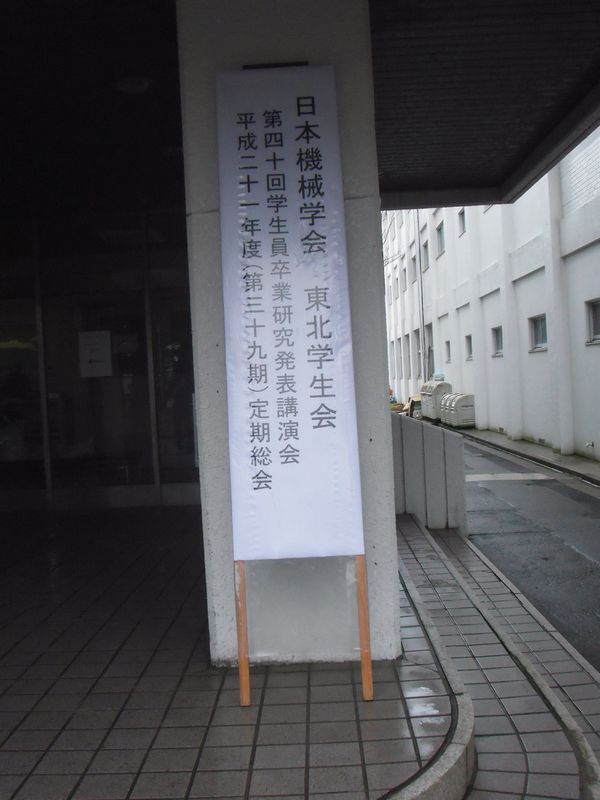 日本機械学会　東北学生会
第四十回学生員卒業研究発表講演会
平成二十一年度（第三十九期）定期総会